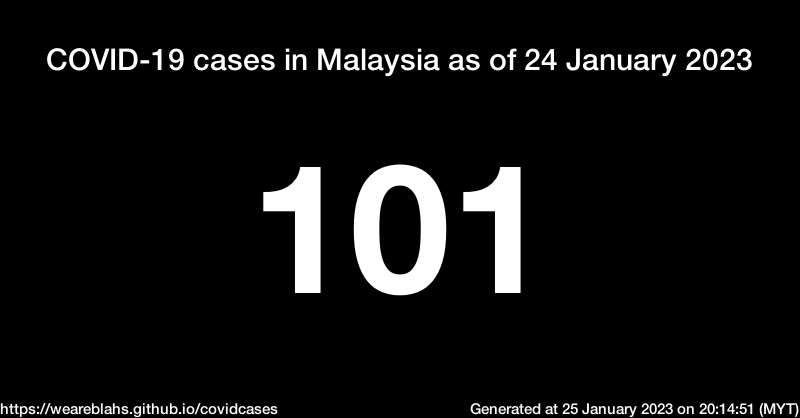 COVID-19 cases in Malaysia as of 24 January 2023
101
https://weareblahs.github.io/covidcases
Generated at 25 January 2023 on 20:14:51 (MYT)